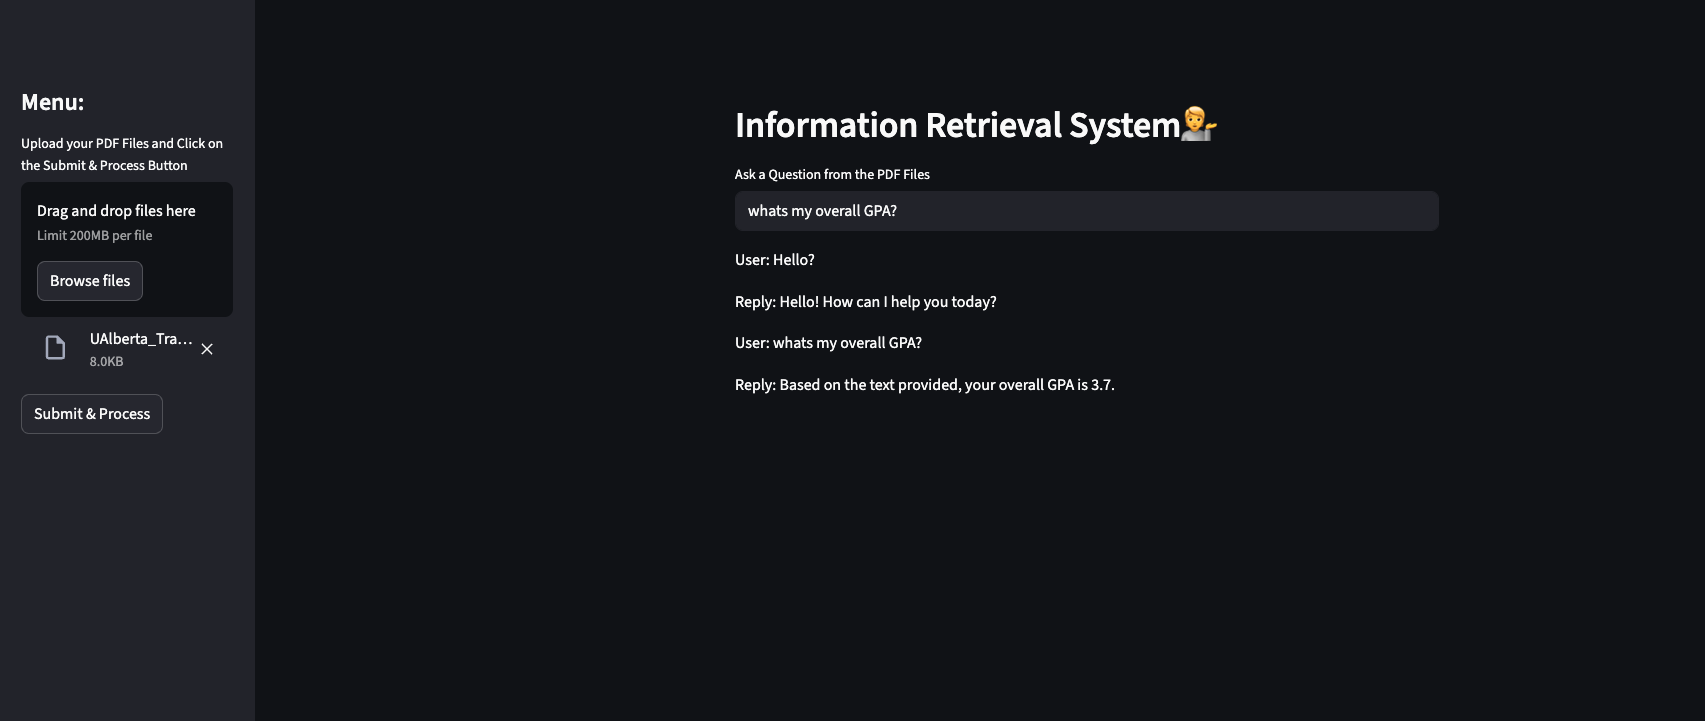 Menu:
Upload your PDF Files and Click on
the Submit & Process Button
Drag and drop files here
Limit 200MB per file
Browse files
UAlberta_Tra...
8.0KB
Submit & Process
Information Retrieval System
Ask a Question from the PDF Files
whats my overall GPA?
User: Hello?
Reply: Hello! How can I help you today?
User: whats my overall GPA?
Reply: Based on the text provided, your overall GPA is 3.7.